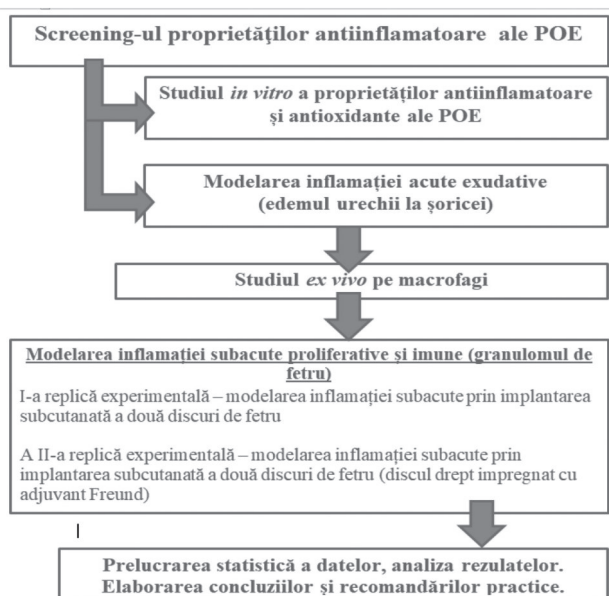 Screening-ul proprietăţilor antiinflamatoare ale POE
Studiul in vitro a proprietăților antiinflamatoare
și antioxidante ale POE
Modelarea inflamației acute exudative
(edemul urechii la șoricei)
Studiul ex vivo pe macrofagi
Modelarea inflamației subacute proliferative și imune (granulomul de
fetru)
I-a replică experimentală – modelarea inflamației subacute prin implantarea
subcutanată a două discuri de fetru
A II-a replică experimentală – modelarea inflamației subacute prin
implantarea subcutanată a două discuri de fetru (discul drept impregnat cu
adjuvant Freund)
Prelucrarea statistică a datelor, analiza rezulatelor.
Elaborarea concluziilor și recomandărilor practice.